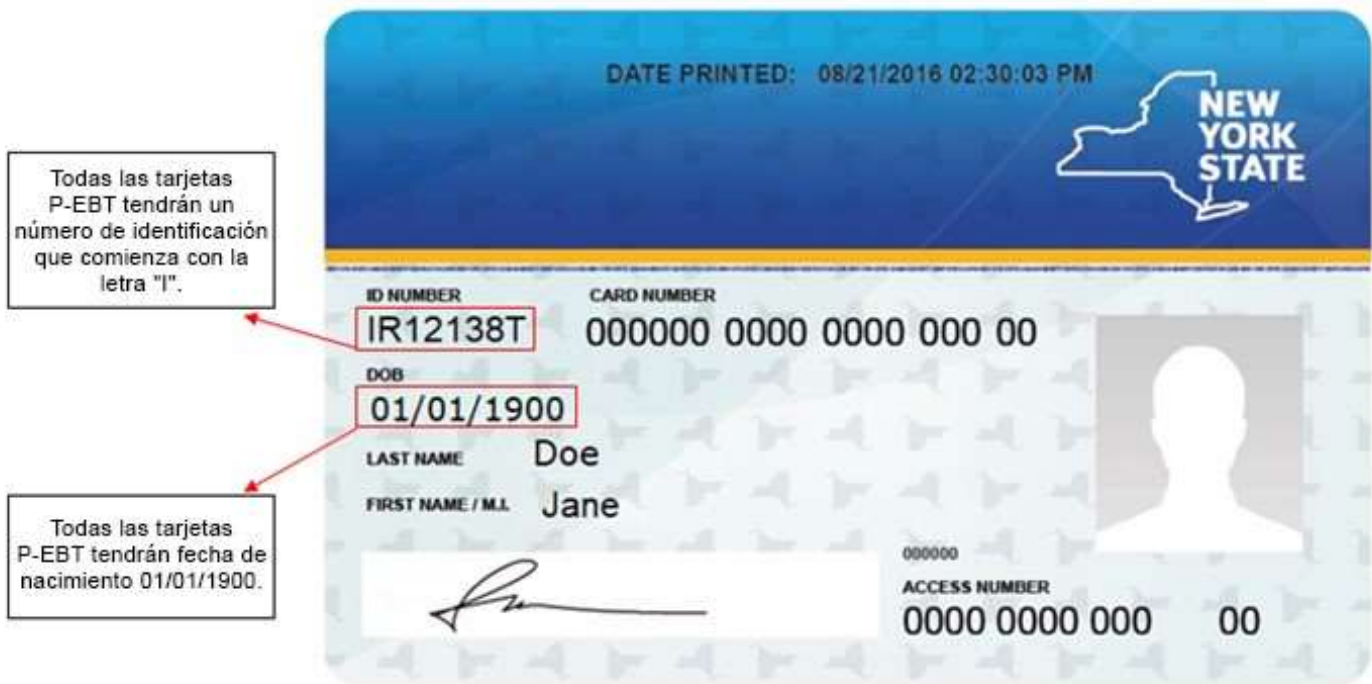 DATE PRINTED: 08/21/2016 02:30:03 PM
NEW
YORK
STATE
Todas las tarjetas
P-EBT tendrán un
número de identificación
que comienza con la
letra "I".
ID NUMBER CARD NUMBER
IR12138T 000000 0000 0000 000 00
DOB
01/01/1900
LAST NAME Doe
FIRST NAME / M.I. Jane
Todas las tarjetas
P-EBT tendrán fecha de
nacimiento 01/01/1900.
000000
ACCESS NUMBER
0000 0000 000 00